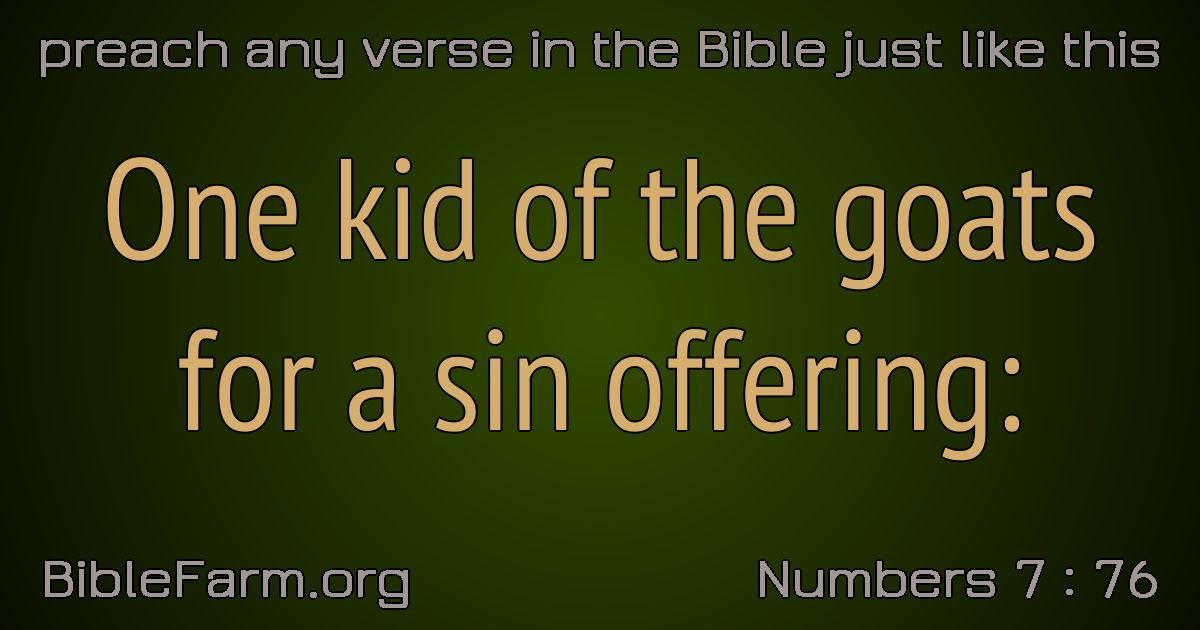 preach any verse in the Bible just like this
One kid of the goats
for a sin offering:
BibleFarm.org
Numbers 7 : 76